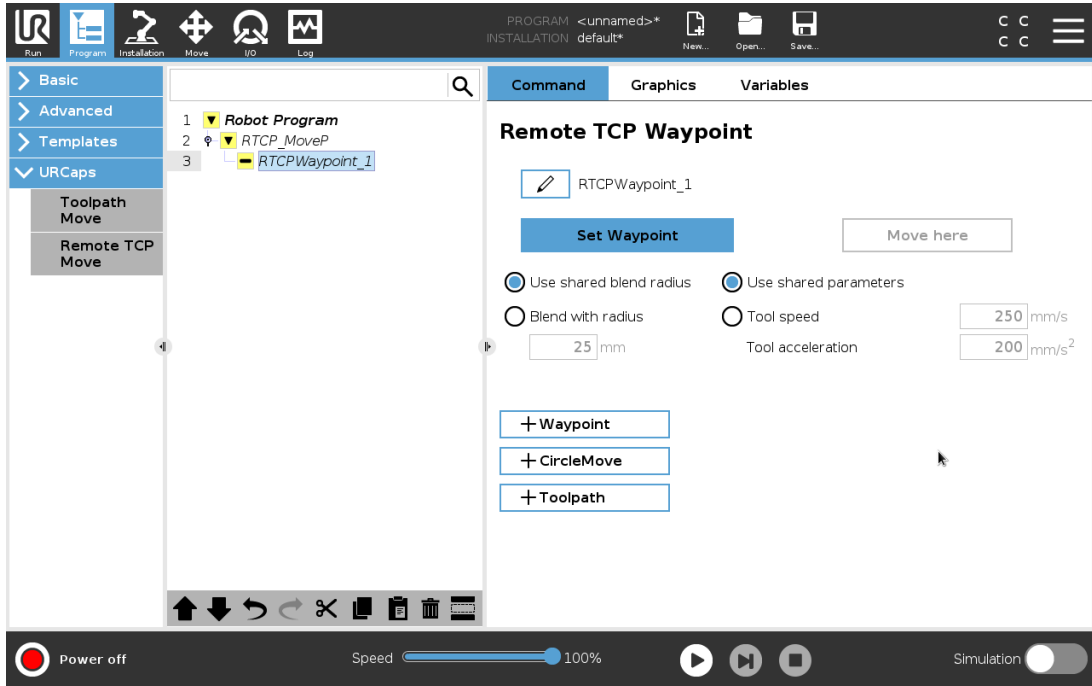 PROGRAM <unnamed>*
INSTALLATION default*
UR
Run
Program
Installation
Move
I/O
Log
New...
Open...
Save...
C C
C C
Basic
Advanced
Templates
URCaps
Toolpath
Move
Remote TCP
Move
1 Robot Program
2 RTCP_MoveP
3 RTCPWaypoint_1
Command Graphics Variables
Remote TCP Waypoint
RTCPWaypoint_1
Set Waypoint Move here
Use shared blend radius Use shared parameters
Blend with radius Tool speed 250 mm/s
25 mm Tool acceleration 200 mm/s²
+ Waypoint
+ CircleMove
+ Toolpath
Power off Speed 100% Simulation